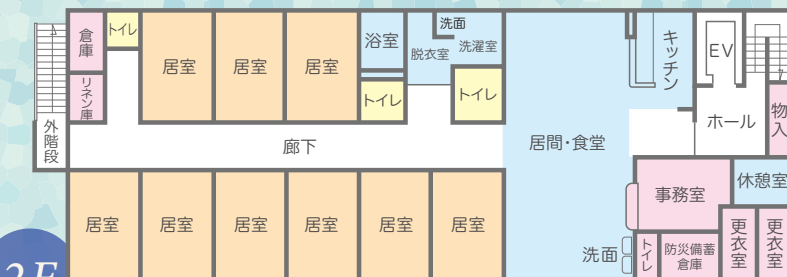 倉庫
トイレ
居室
居室
居室
浴室
洗面
脱衣室
洗濯室
キッチン
EV
リネン庫
トイレ
トイレ
外階段
廊下
居間・食堂
ホール
物入
事務室
休憩室
居室
居室
居室
居室
居室
居室
洗面
トイレ
防災備蓄
倉庫
更衣室
更衣室
2F